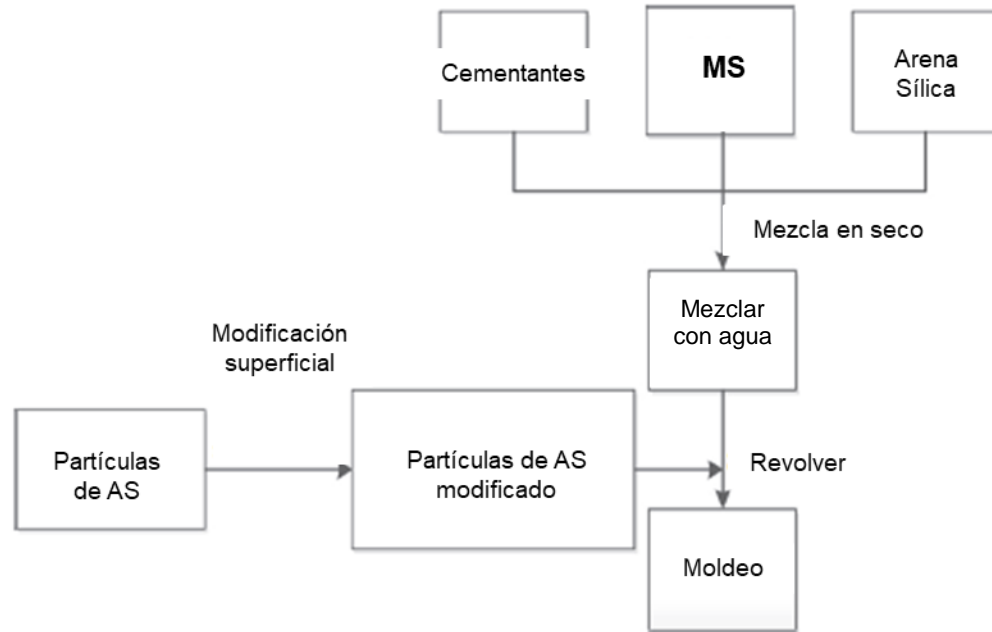 Cementantes
MS
Arena
Sílica
Mezcla en seco
Mezclar
con agua
Modificación
superficial
Partículas
de AS
Partículas de AS
modificado
Revolver
Moldeo